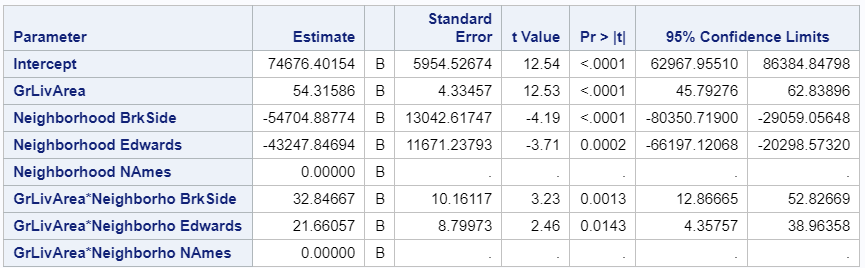 Parameter Estimate Standard Error t Value Pr > |t| 95% Confidence Limits
Intercept 74676.40154 B 5954.52674 12.54 <.0001 62967.95510 86384.84798
GrLivArea 54.31586 B 4.33457 12.53 <.0001 45.79276 62.83896
Neighborhood BrkSide -54704.88774 B 13042.61747 -4.19 <.0001 -80350.71900 -29059.05648
Neighborhood Edwards -43247.84694 B 11671.23793 -3.71 0.0002 -66197.12068 -20298.57320
Neighborhood NAmes 0.00000 B . . . . .
GrLivArea*Neighborho BrkSide 32.84667 B 10.16117 3.23 0.0013 12.86665 52.82669
GrLivArea*Neighborho Edwards 21.66057 B 8.79973 2.46 0.0143 4.35757 38.96358
GrLivArea*Neighborho NAmes 0.00000 B . . . . .